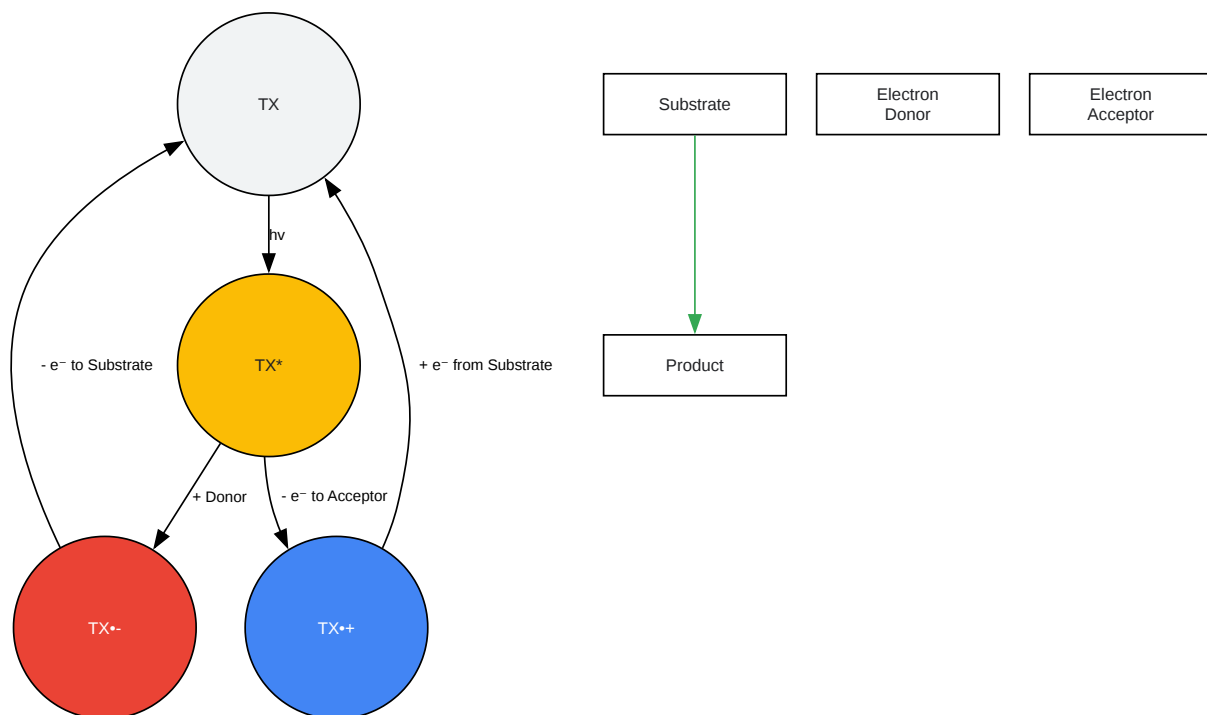 TX
Substrate
Electron
Donor
Electron
Acceptor
hv
TX*
- e⁻ to Substrate
+ e⁻ from Substrate
Product
+ Donor
- e⁻ to Acceptor
TX•-
TX•+